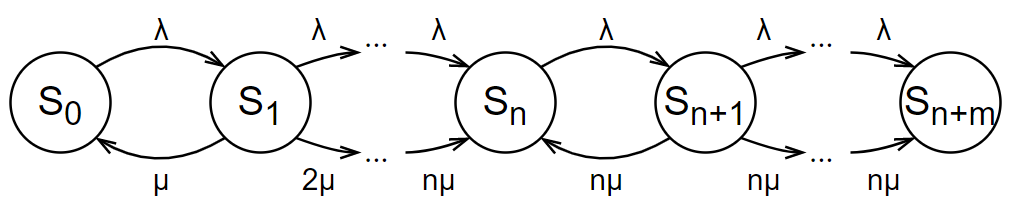 λ λ ... λ λ λ ... λ
S₀ S₁ Sₙ Sₙ₊₁ Sₙ₊ₘ
μ 2μ ... nμ nμ nμ ... nμ